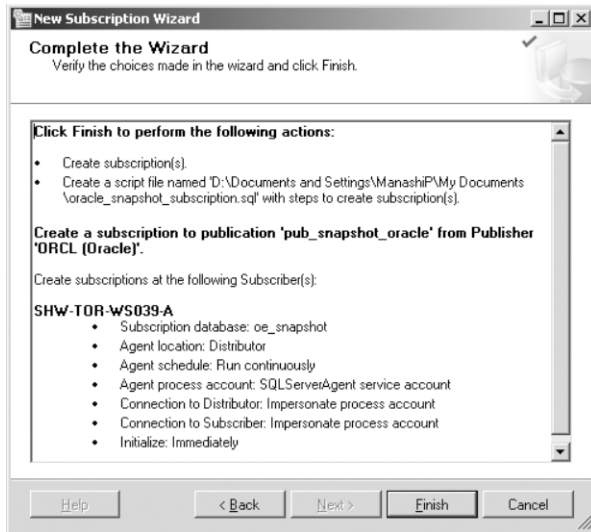 New Subscription Wizard
Complete the Wizard
Verify the choices made in the wizard and click Finish.
Click Finish to perform the following actions:
• Create subscription(s).
• Create a script file named 'D:\Documents and Settings\ManashiP\My Documents
\oracle_snapshot_subscription.sql' with steps to create subscription(s).
Create a subscription to publication 'pub_snapshot_oracle' from Publisher
'ORCL (Oracle)'.
Create subscriptions at the following Subscriber(s):
SHW-TOR-WS039-A
• Subscription database: oe_snapshot
• Agent location: Distributor
• Agent schedule: Run continuously
• Agent process account: SQLServerAgent service account
• Connection to Distributor: Impersonate process account
• Connection to Subscriber: Impersonate process account
• Initialize: Immediately
Help < Back Next > Finish Cancel